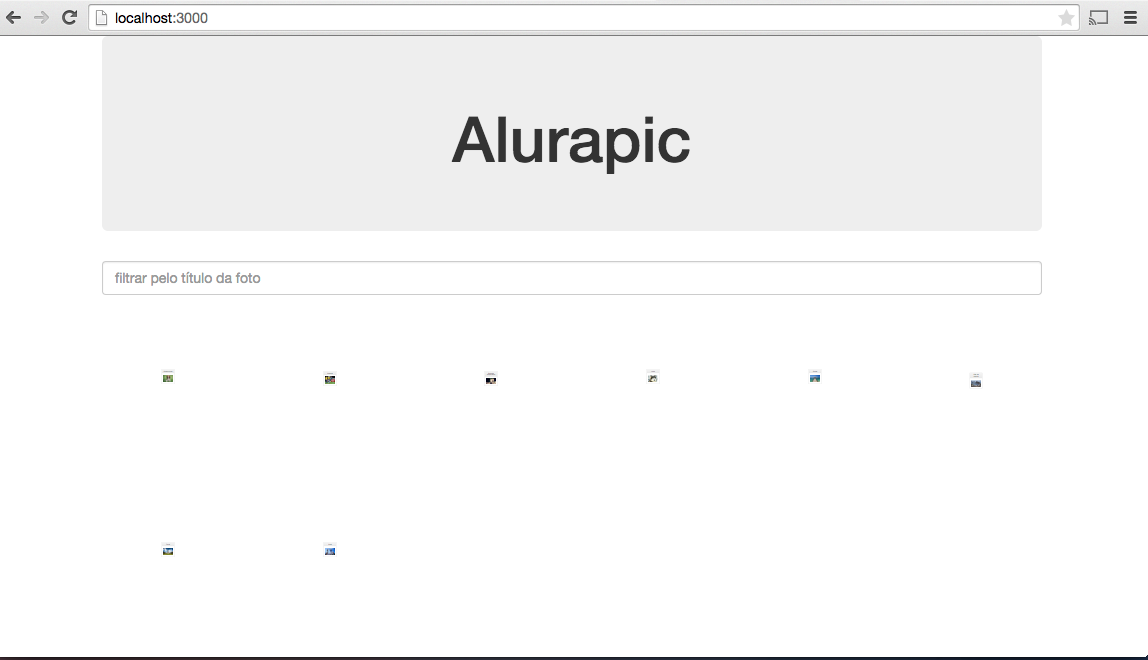 localhost:3000
Alurapic
filtrar pelo título da foto